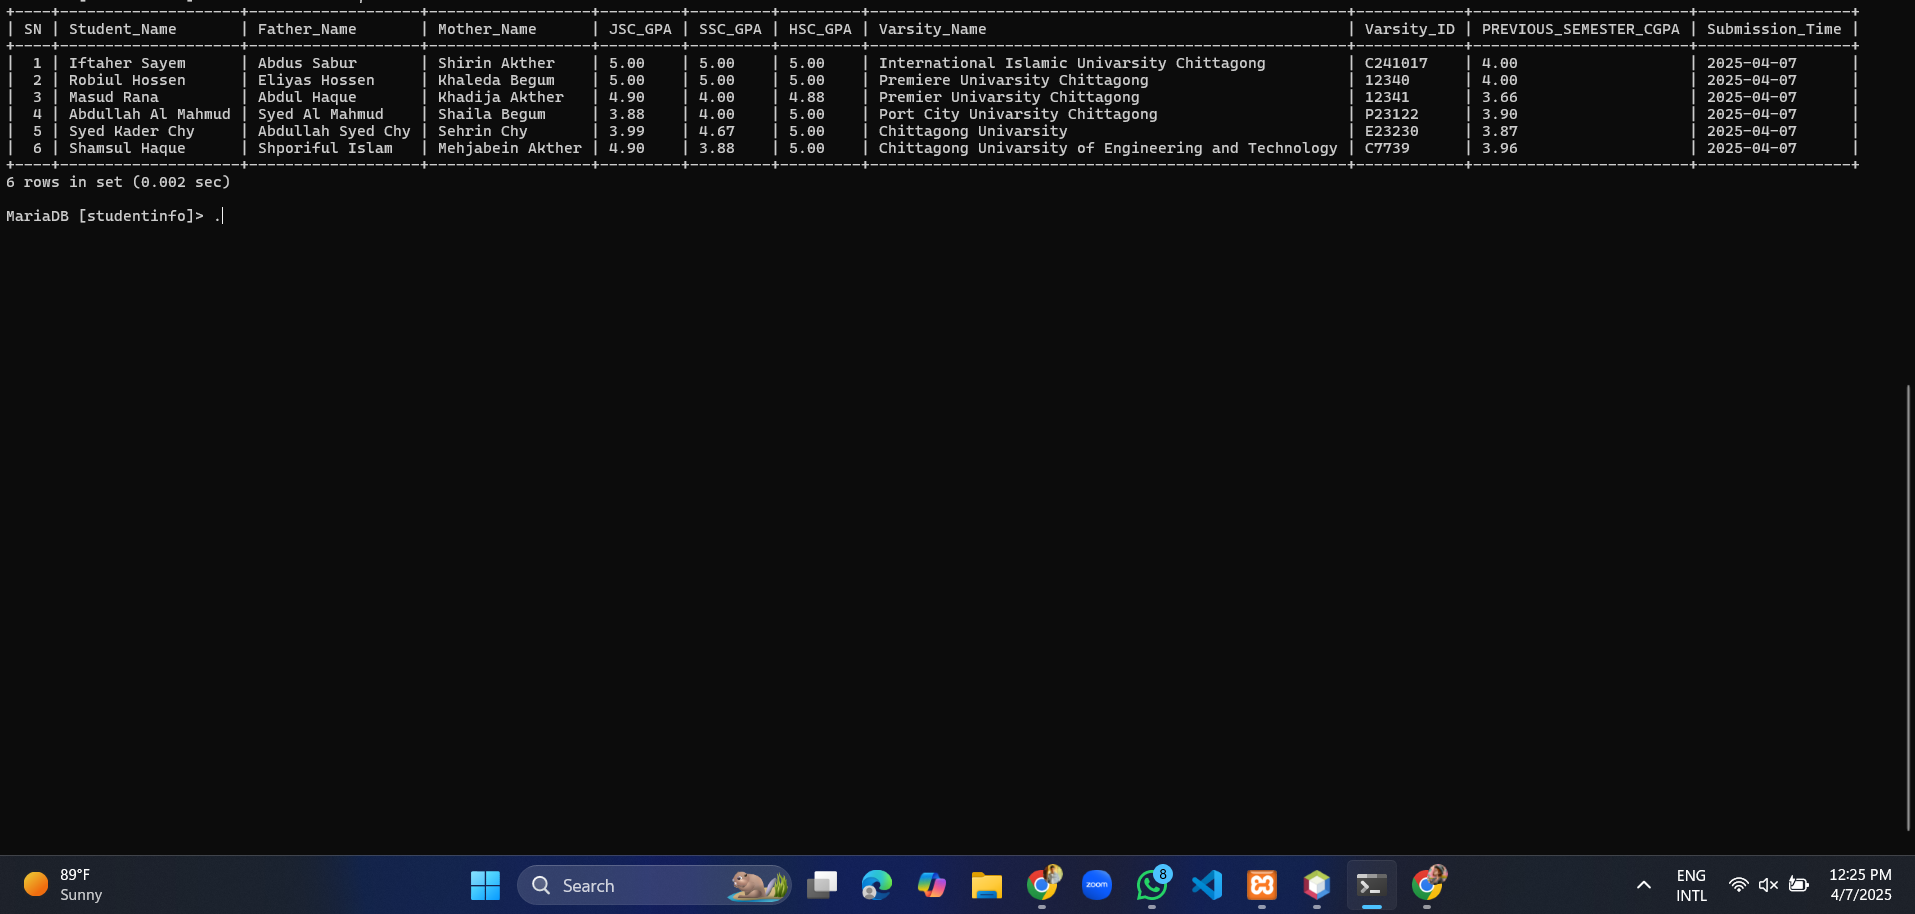 +----+--------------------+-------------------+------------------+---------+---------+---------+-----------------------------------------------------+------------+------------------------+-----------------+
| SN | Student_Name | Father_Name | Mother_Name | JSC_GPA | SSC_GPA | HSC_GPA | Varsity_Name | Varsity_ID | PREVIOUS_SEMESTER_CGPA | Submission_Time |
+----+--------------------+-------------------+------------------+---------+---------+---------+-----------------------------------------------------+------------+------------------------+-----------------+
| 1 | Iftaher Sayem | Abdus Sabur | Shirin Akther | 5.00 | 5.00 | 5.00 | International Islamic Univarsity Chittagong | C241017 | 4.00 | 2025-04-07 |
| 2 | Robiul Hossen | Eliyas Hossen | Khaleda Begum | 5.00 | 5.00 | 5.00 | Premiere Univarsity Chittagong | 12340 | 4.00 | 2025-04-07 |
| 3 | Masud Rana | Abdul Haque | Khadija Akther | 4.90 | 4.00 | 4.88 | Premier Univarsity Chittagong | 12341 | 3.66 | 2025-04-07 |
| 4 | Abdullah Al Mahmud | Syed Al Mahmud | Shaila Begum | 3.88 | 4.00 | 5.00 | Port City Univarsity Chittagong | P23122 | 3.90 | 2025-04-07 |
| 5 | Syed Kader Chy | Abdullah Syed Chy | Sehrin Chy | 3.99 | 4.67 | 5.00 | Chittagong Univarsity | E23230 | 3.87 | 2025-04-07 |
| 6 | Shamsul Haque | Shporiful Islam | Mehjabein Akther | 4.90 | 3.88 | 5.00 | Chittagong Univarsity of Engineering and Technology | C7739 | 3.96 | 2025-04-07 |
+----+--------------------+-------------------+------------------+---------+---------+---------+-----------------------------------------------------+------------+------------------------+-----------------+
6 rows in set (0.002 sec)
MariaDB [studentinfo]> .
89°F
Sunny
Search
zoom
8
ENG
INTL
12:25 PM
4/7/2025